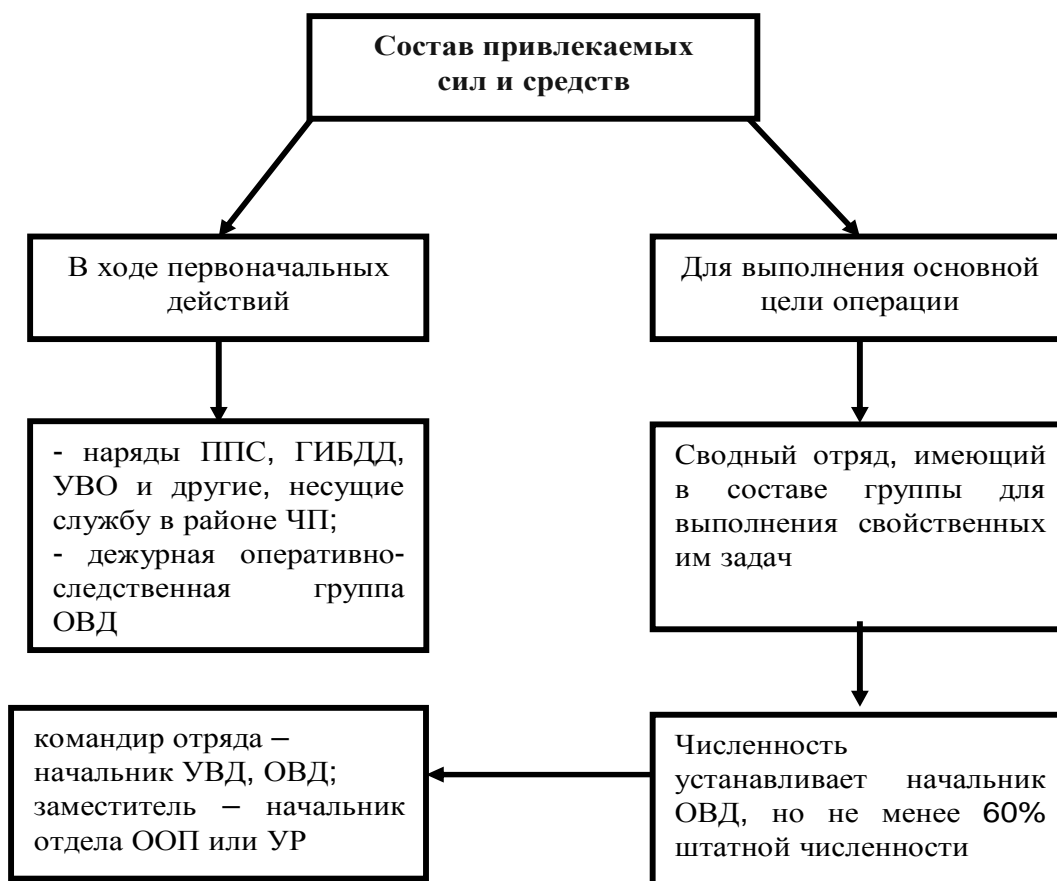 Состав привлекаемых
сил и средств
В ходе первоначальных
действий
Для выполнения основной
цели операции
- наряды ППС, ГИБДД,
УВО и другие, несущие
службу в районе ЧП;
- дежурная оперативно-
следственная группа
ОВД
Сводный отряд, имеющий
в составе группы для
выполнения свойственных
им задач
командир отряда –
начальник УВД, ОВД;
заместитель – начальник
отдела ООП или УР
Численность
устанавливает начальник
ОВД, но не менее 60%
штатной численности